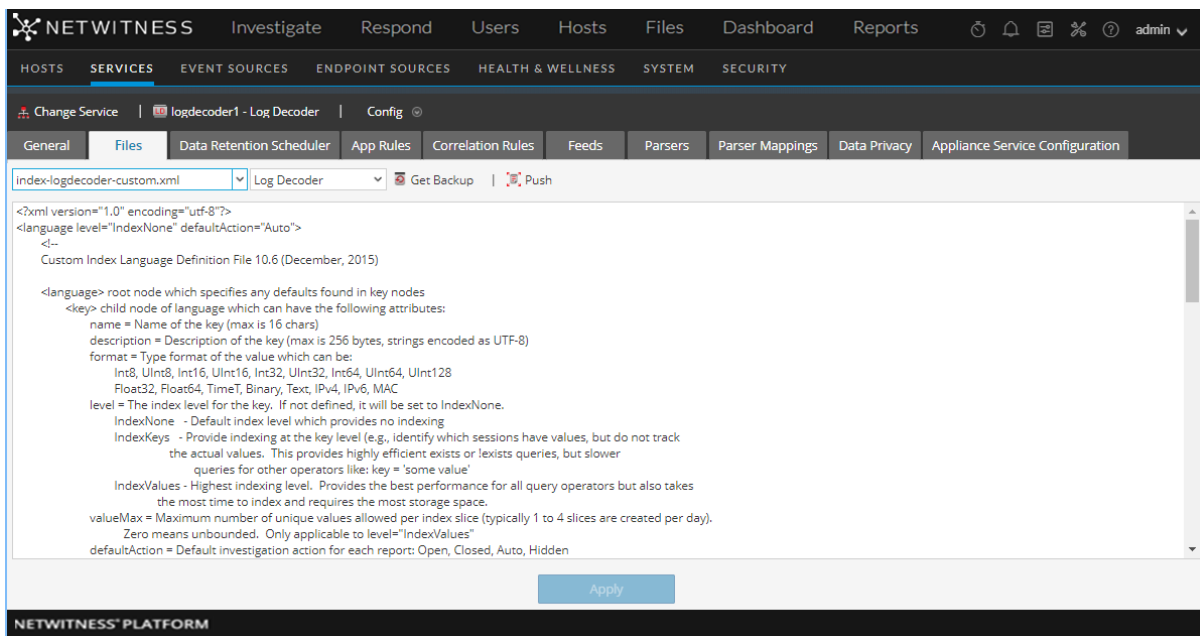 NETWITNESS Investigate Respond Users Hosts Files Dashboard Reports admin
HOSTS SERVICES EVENT SOURCES ENDPOINT SOURCES HEALTH & WELLNESS SYSTEM SECURITY
Change Service | LD logdecoder1 - Log Decoder | Config
General Files Data Retention Scheduler App Rules Correlation Rules Feeds Parsers Parser Mappings Data Privacy Appliance Service Configuration
index-logdecoder-custom.xml Log Decoder Get Backup | Push
<?xml version="1.0" encoding="utf-8"?>
<language level="IndexNone" defaultAction="Auto">
<!--
Custom Index Language Definition File 10.6 (December, 2015)
<language> root node which specifies any defaults found in key nodes
<key> child node of language which can have the following attributes:
name = Name of the key (max is 16 chars)
description = Description of the key (max is 256 bytes, strings encoded as UTF-8)
format = Type format of the value which can be:
Int8, UInt8, Int16, UInt16, Int32, UInt32, Int64, UInt64, UInt128
Float32, Float64, TimeT, Binary, Text, IPv4, IPv6, MAC
level = The index level for the key. If not defined, it will be set to IndexNone.
IndexNone - Default index level which provides no indexing
IndexKeys - Provide indexing at the key level (e.g., identify which sessions have values, but do not track
the actual values. This provides highly efficient exists or !exists queries, but slower
queries for other operators like: key = 'some value'
IndexValues - Highest indexing level. Provides the best performance for all query operators but also takes
the most time to index and requires the most storage space.
valueMax = Maximum number of unique values allowed per index slice (typically 1 to 4 slices are created per day).
Zero means unbounded. Only applicable to level="IndexValues"
defaultAction = Default investigation action for each report: Open, Closed, Auto, Hidden
Apply
NETWITNESS® PLATFORM